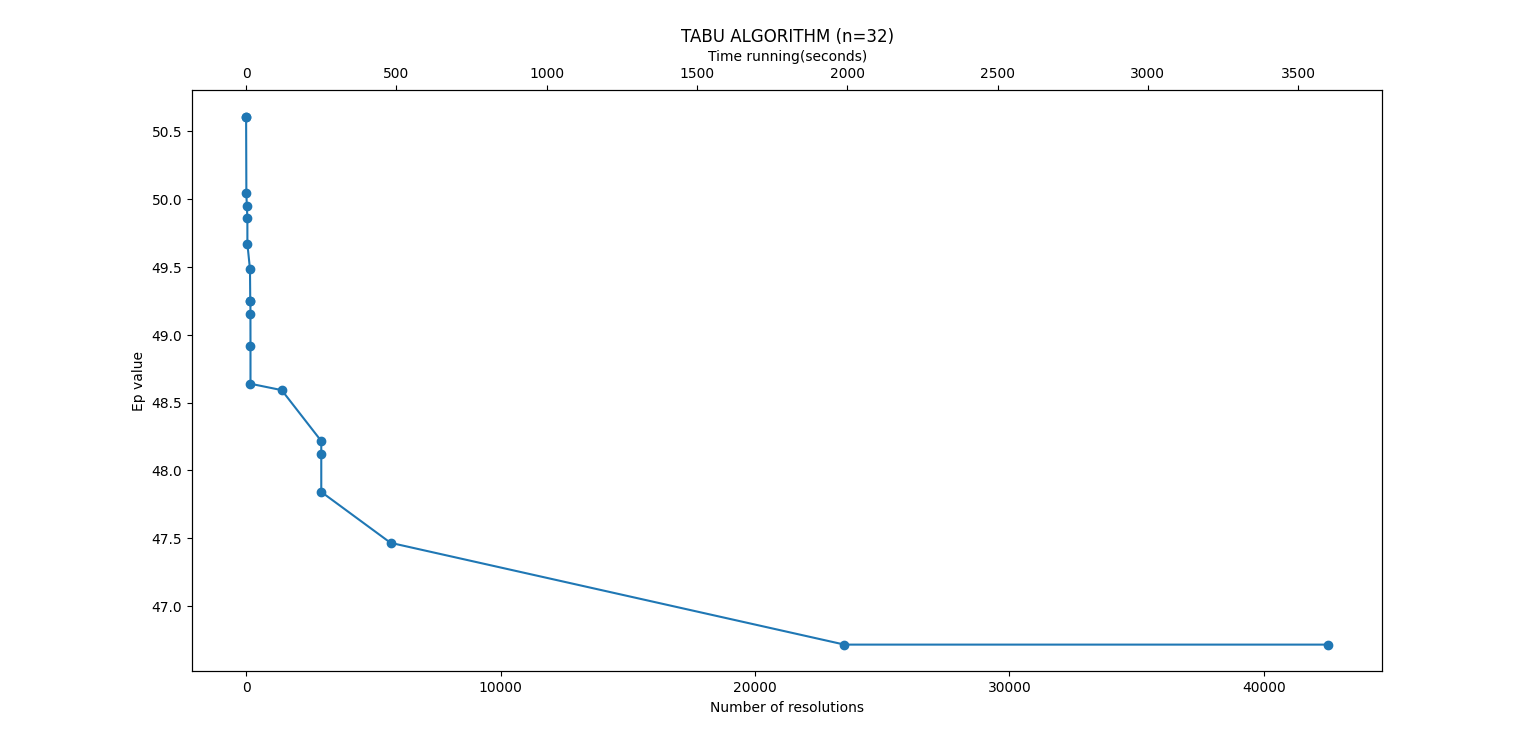 TABU ALGORITHM (n=32)
Time running(seconds)
0 500 1000 1500 2000 2500 3000 3500
50.5
50.0
49.5
49.0
48.5
48.0
47.5
47.0
Ep value
0 10000 20000 30000 40000
Number of resolutions